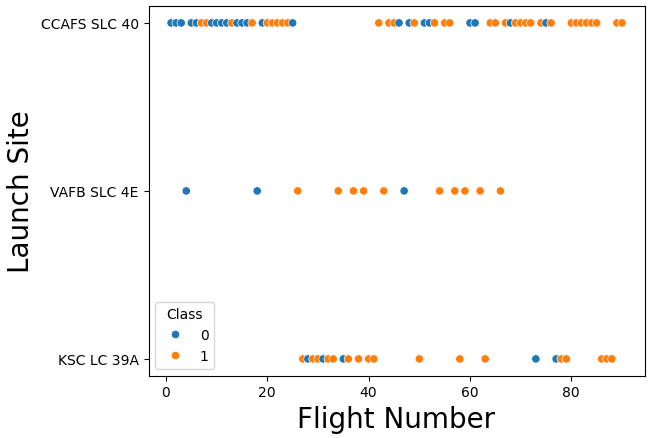 CCAFS SLC 40
VAFB SLC 4E
KSC LC 39A
Launch Site
Class
0
1
0
20
40
60
80
Flight Number